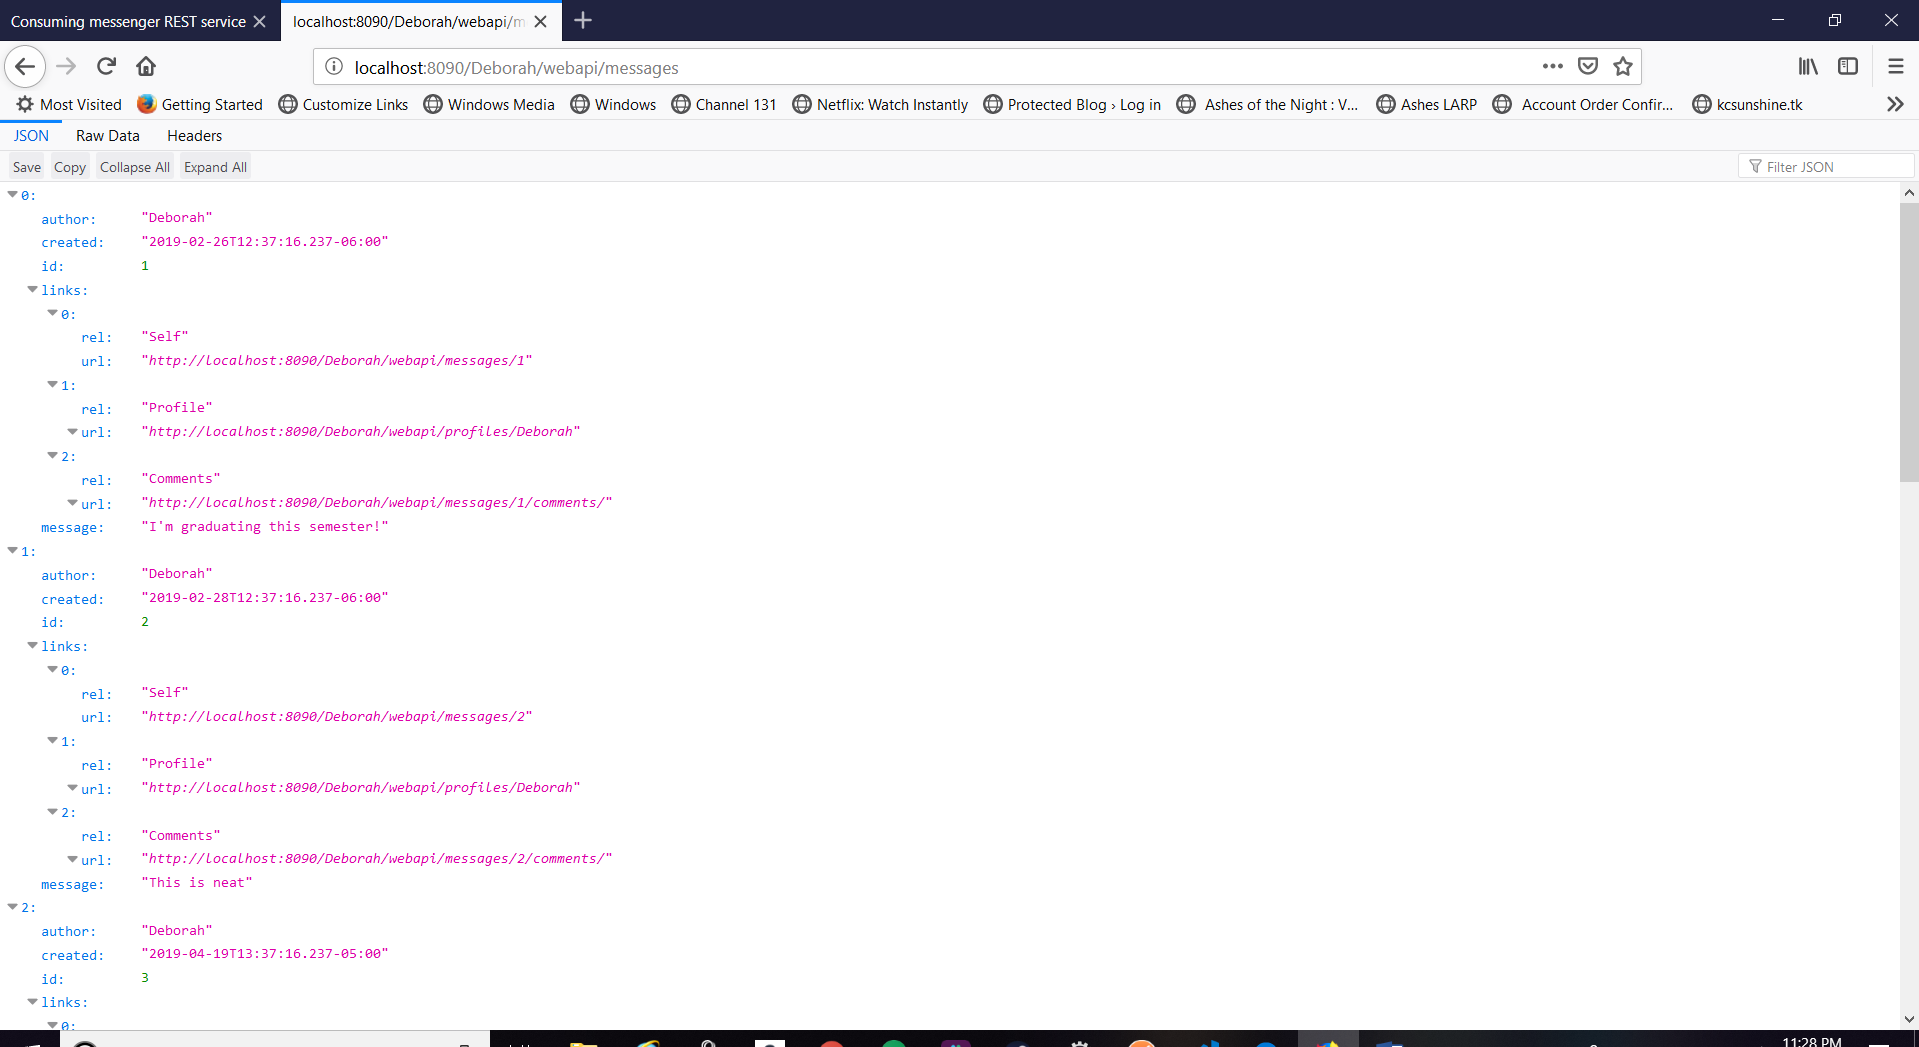 Consuming messenger REST service
localhost:8090/Deborah/webapi/m
localhost:8090/Deborah/webapi/messages
Most Visited Getting Started Customize Links Windows Media Windows Channel 131 Netflix: Watch Instantly Protected Blog › Log in Ashes of the Night : V... Ashes LARP Account Order Confir... kcsunshine.tk
JSON Raw Data Headers
Save Copy Collapse All Expand All Filter JSON
0:
author: "Deborah"
created: "2019-02-26T12:37:16.237-06:00"
id: 1
links:
0:
rel: "Self"
url: "http://localhost:8090/Deborah/webapi/messages/1"
1:
rel: "Profile"
url: "http://localhost:8090/Deborah/webapi/profiles/Deborah"
2:
rel: "Comments"
url: "http://localhost:8090/Deborah/webapi/messages/1/comments/"
message: "I'm graduating this semester!"
1:
author: "Deborah"
created: "2019-02-28T12:37:16.237-06:00"
id: 2
links:
0:
rel: "Self"
url: "http://localhost:8090/Deborah/webapi/messages/2"
1:
rel: "Profile"
url: "http://localhost:8090/Deborah/webapi/profiles/Deborah"
2:
rel: "Comments"
url: "http://localhost:8090/Deborah/webapi/messages/2/comments/"
message: "This is neat"
2:
author: "Deborah"
created: "2019-04-19T13:37:16.237-05:00"
id: 3
links:
0:
11:28 PM